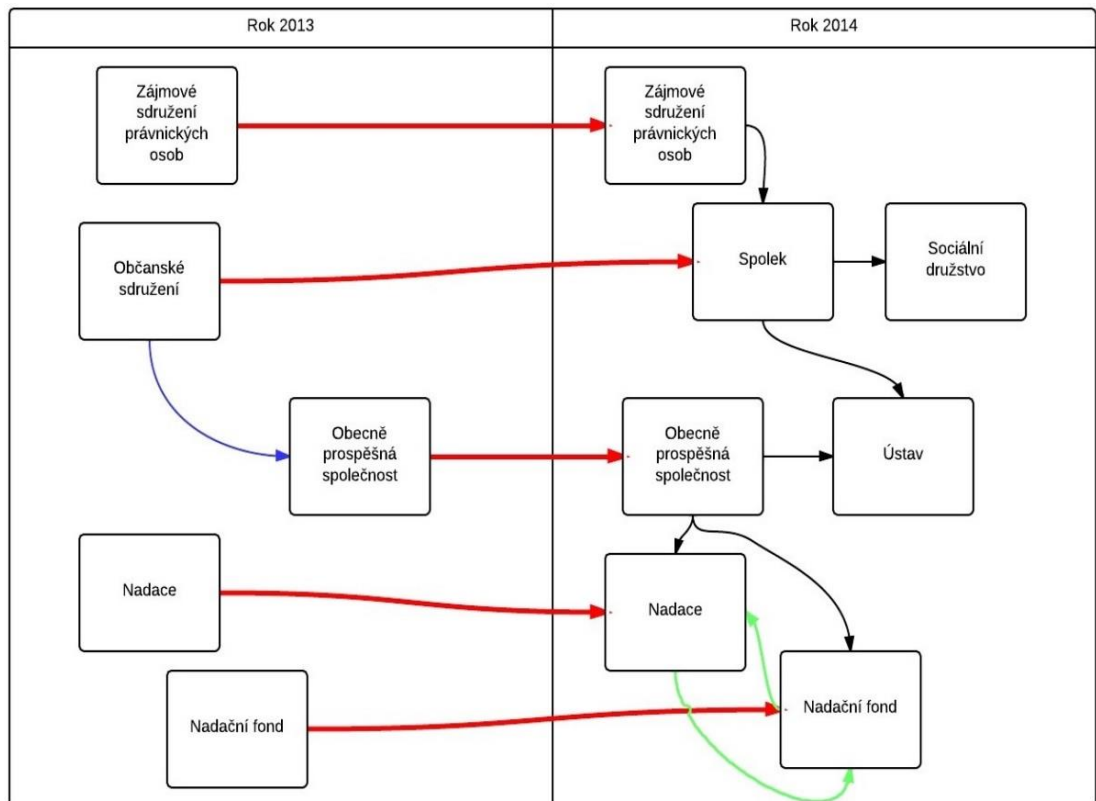 Rok 2013
Rok 2014
Zájmové
sdružení
právnických
osob
Zájmové
sdružení
právnických
osob
Občanské
sdružení
Spolek
Sociální
družstvo
Obecně
prospěšná
společnost
Obecně
prospěšná
společnost
Ústav
Nadace
Nadace
Nadační fond
Nadační fond